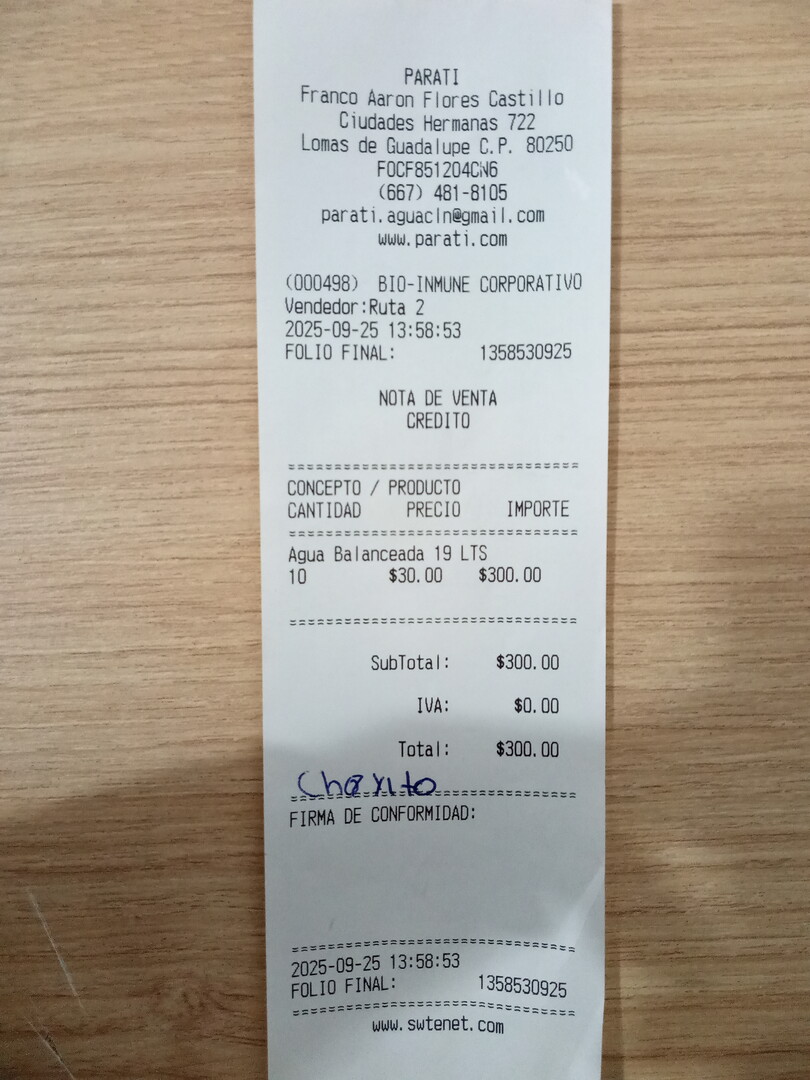 PARATI
Franco Aaron Flores Castillo
Ciudades Hermanas 722
Lomas de Guadalupe C.P. 80250
FOCF851204CN6
(667) 481-8105
parati.aguacln@gmail.com
www.parati.com
(000498) BIO-INMUNE CORPORATIVO
Vendedor:Ruta 2
2025-09-25 13:58:53
FOLIO FINAL: 1358530925
NOTA DE VENTA
CREDITO
================================
CONCEPTO / PRODUCTO
CANTIDAD PRECIO IMPORTE
================================
Agua Balanceada 19 LTS
10 $30.00 $300.00
================================
SubTotal: $300.00
IVA: $0.00
Total: $300.00
Charito
================================
FIRMA DE CONFORMIDAD:
================================
2025-09-25 13:58:53
FOLIO FINAL: 1358530925
================================
www.swtenet.com